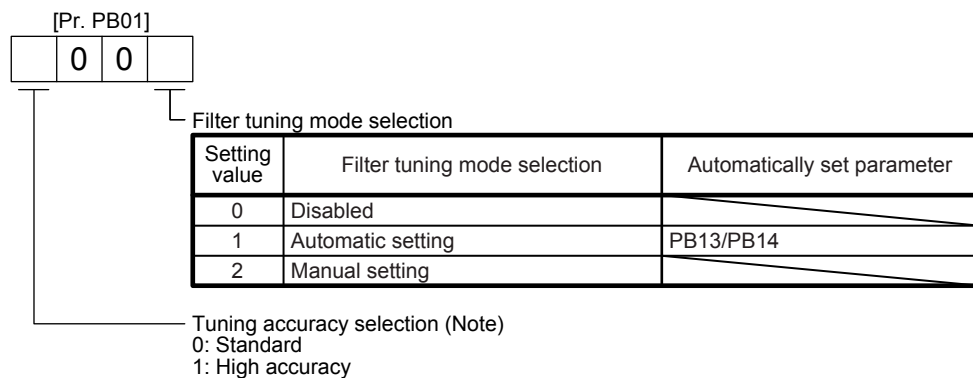 [Pr. PB01]
0 0
Filter tuning mode selection
Setting value Filter tuning mode selection Automatically set parameter
0 Disabled
1 Automatic setting PB13/PB14
2 Manual setting
Tuning accuracy selection (Note)
0: Standard
1: High accuracy